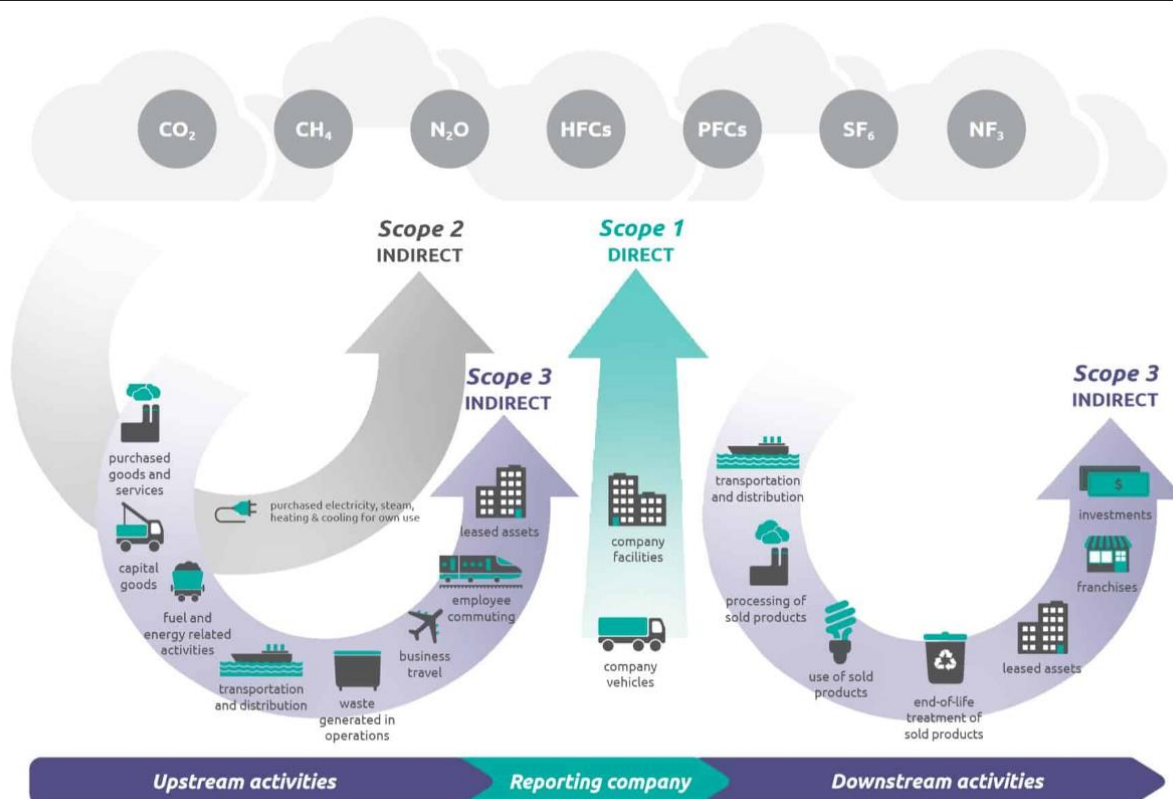 CO₂
CH₄
N₂O
HFCs
PFCs
SF₆
NF₃
Scope 2
INDIRECT
Scope 1
DIRECT
Scope 3
INDIRECT
Scope 3
INDIRECT
purchased
goods and
services
capital
goods
fuel and
energy related
activities
transportation
and distribution
waste
generated in
operations
business
travel
employee
commuting
leased assets
purchased electricity, steam,
heating & cooling for own use
company
facilities
company
vehicles
transportation
and distribution
processing of
sold products
use of sold
products
end-of-life
treatment of
sold products
leased assets
franchises
$
investments
Upstream activities
Reporting company
Downstream activities